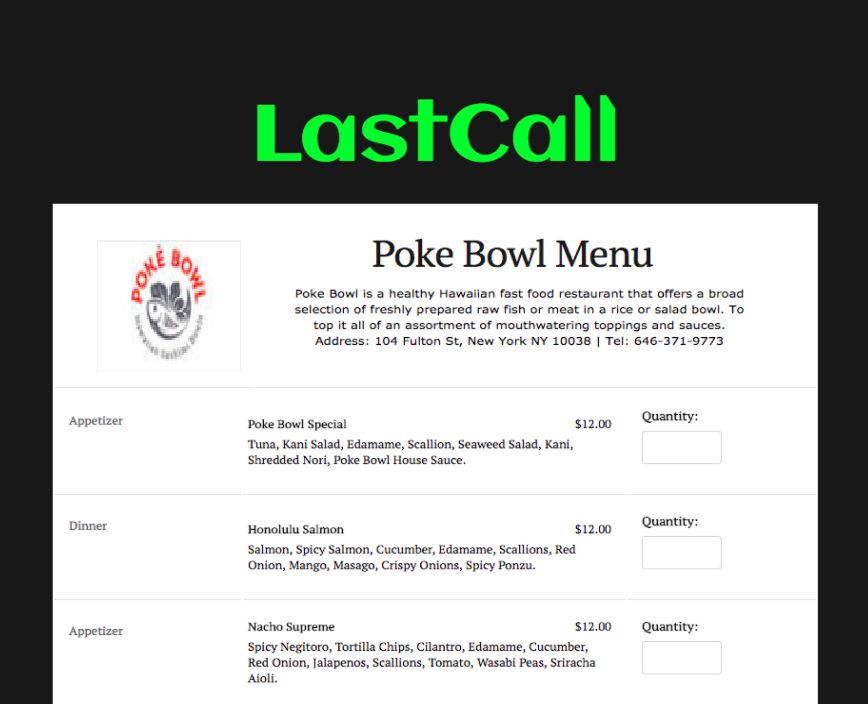 LastCall
POKÉ BOWL
Poke Bowl Menu
Poke Bowl is a healthy Hawaiian fast food restaurant that offers a broad
selection of freshly prepared raw fish or meat in a rice or salad bowl. To
top it all of an assortment of mouthwatering toppings and sauces.
Address: 104 Fulton St, New York NY 10038 | Tel: 646-371-9773
Appetizer
Poke Bowl Special $12.00
Tuna, Kani Salad, Edamame, Scallion, Seaweed Salad, Kani,
Shredded Nori, Poke Bowl House Sauce.
Quantity:
Dinner
Honolulu Salmon $12.00
Salmon, Spicy Salmon, Cucumber, Edamame, Scallions, Red
Onion, Mango, Masago, Crispy Onions, Spicy Ponzu.
Quantity:
Appetizer
Nacho Supreme $12.00
Spicy Negitoro, Tortilla Chips, Cilantro, Edamame, Cucumber,
Red Onion, Jalapenos, Scallions, Tomato, Wasabi Peas, Sriracha
Aioli.
Quantity: